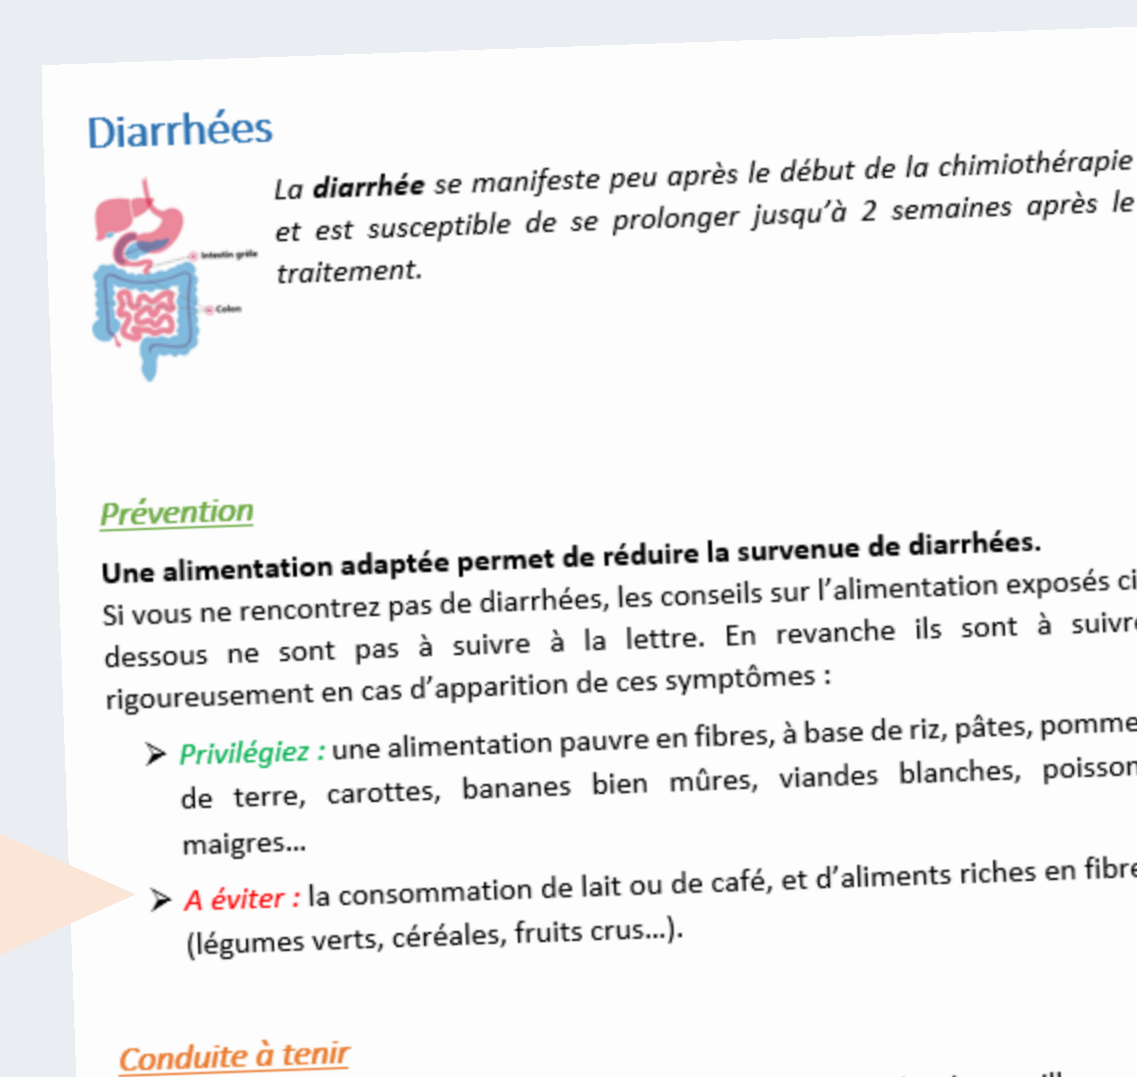 Diarrhées
La diarrhée se manifeste peu après le début de la chimiothérapie
et est susceptible de se prolonger jusqu'à 2 semaines après le
traitement.
Intestin grêle
Colon
Prévention
Une alimentation adaptée permet de réduire la survenue de diarrhées.
Si vous ne rencontrez pas de diarrhées, les conseils sur l'alimentation exposés ci
dessous ne sont pas à suivre à la lettre. En revanche ils sont à suivre
rigoureusement en cas d'apparition de ces symptômes :
➢ Privilégiez : une alimentation pauvre en fibres, à base de riz, pâtes, pomme
de terre, carottes, bananes bien mûres, viandes blanches, poisson
maigres...
➢ A éviter : la consommation de lait ou de café, et d'aliments riches en fibre
(légumes verts, céréales, fruits crus...).
Conduite à tenir